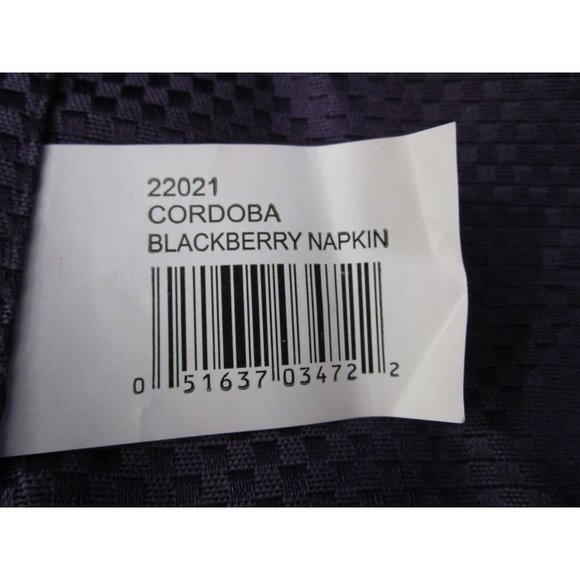 22021
CORDOBA
BLACKBERRY NAPKIN
0 51637 03472 2